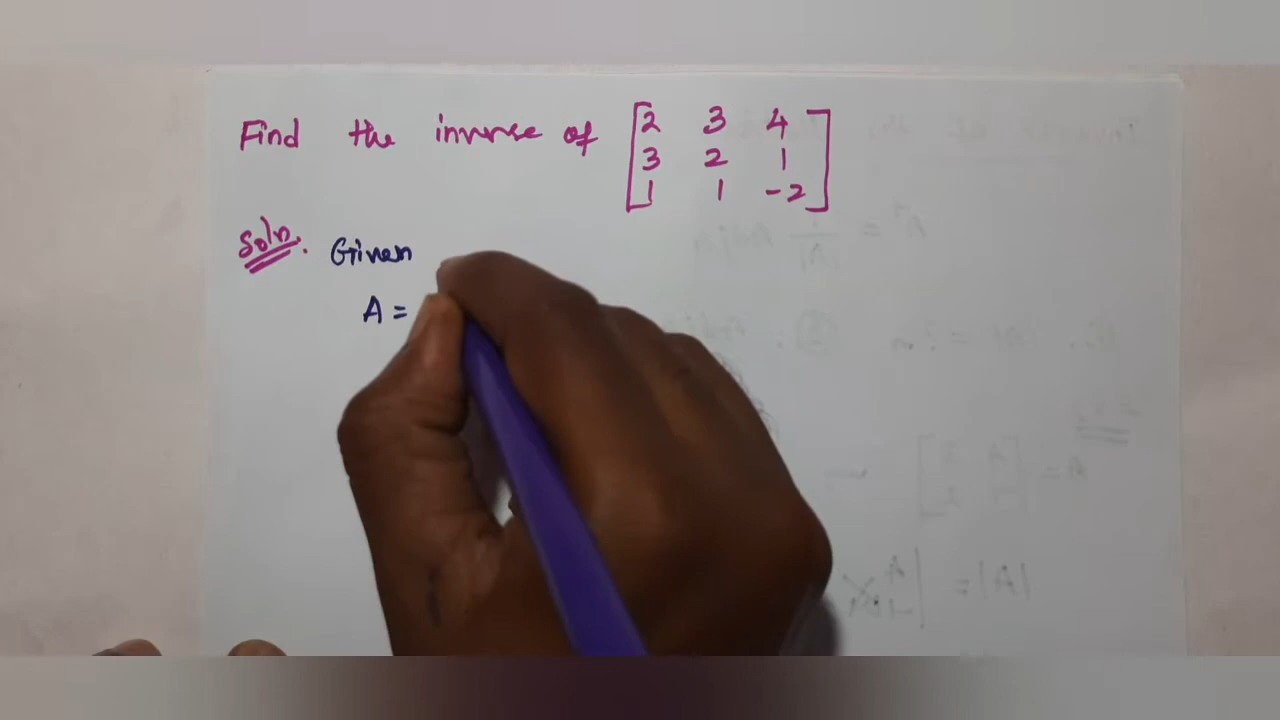 Find the inverse of [2 3 4
3 2 1
1 1 -2]
Soln. Given
A =